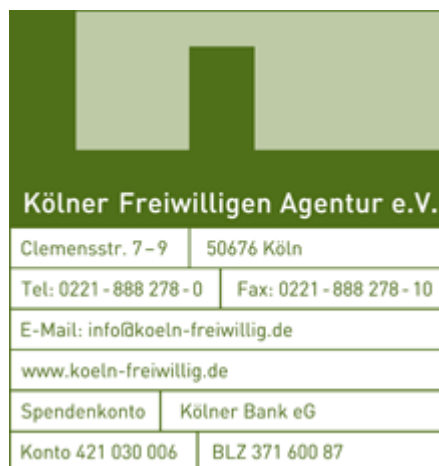 Kölner Freiwilligen Agentur e.V.
Clemensstr. 7–9 50676 Köln
Tel: 0221 - 888 278 - 0 Fax: 0221 - 888 278 - 10
E-Mail: info@koeln-freiwillig.de
www.koeln-freiwillig.de
Spendenkonto Kölner Bank eG
Konto 421 030 006 BLZ 371 600 87